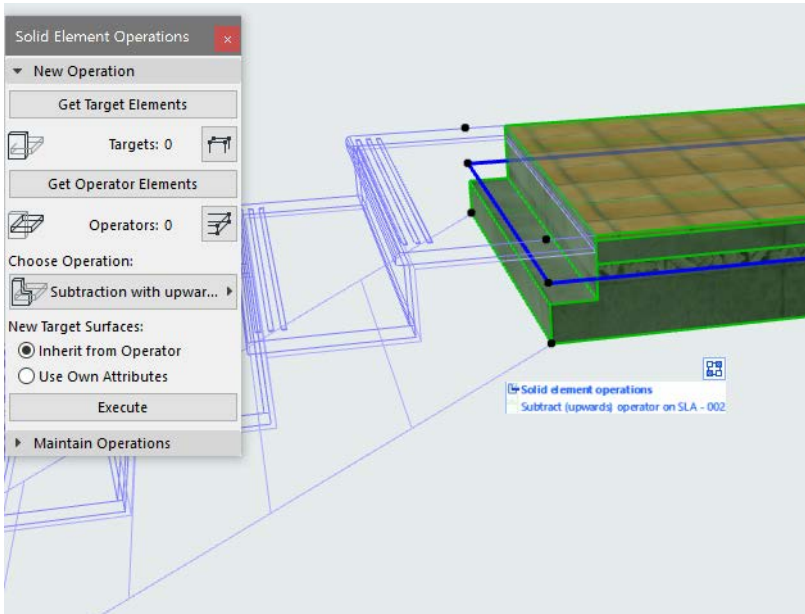 Solid Element Operations
New Operation
Get Target Elements
Targets: 0
Get Operator Elements
Operators: 0
Choose Operation:
Subtraction with upwar...
New Target Surfaces:
Inherit from Operator
Use Own Attributes
Execute
Maintain Operations
Solid element operations
Subtract (upwards) operator on SLA - 002